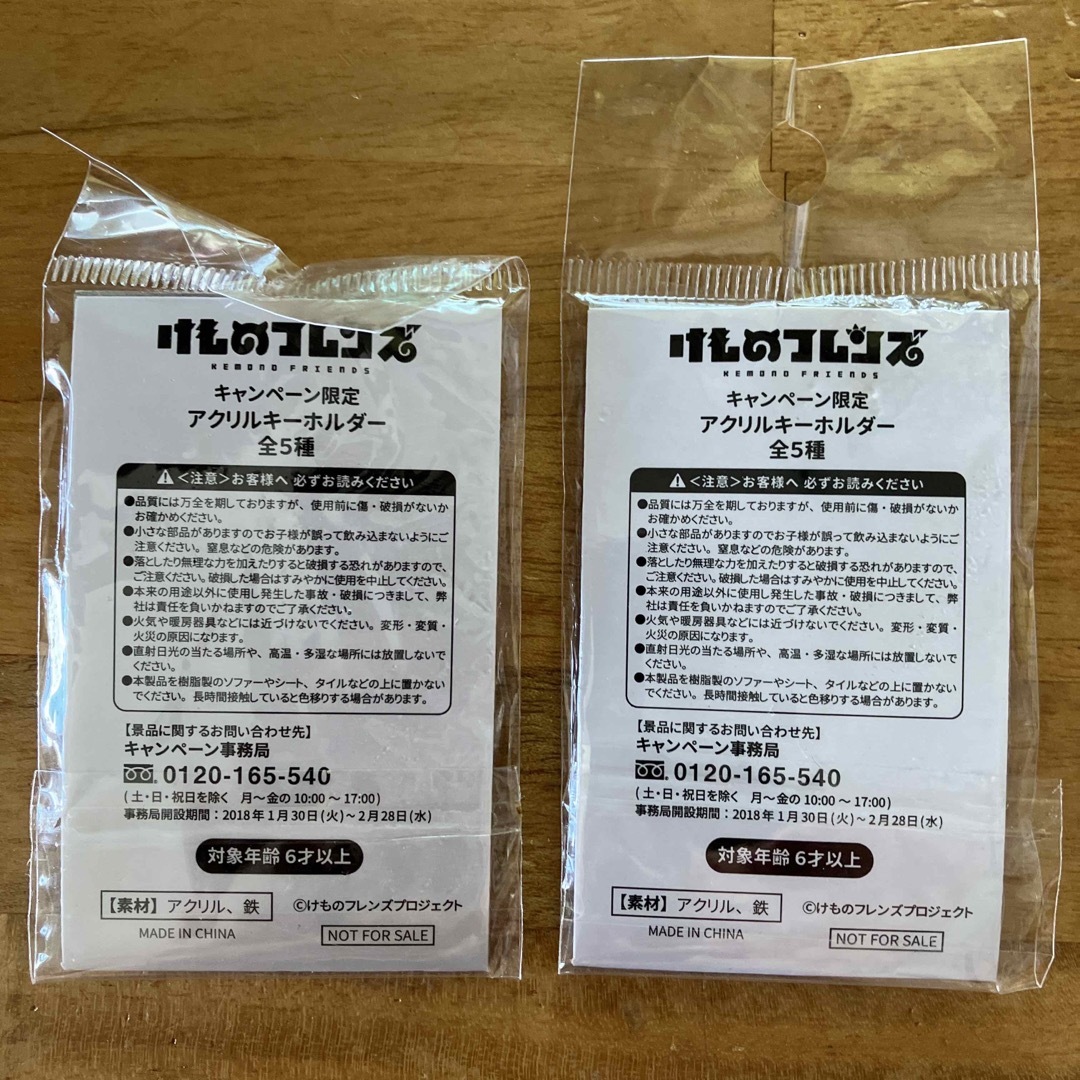 けものフレンズ
KEMONO FRIENDS
キャンペーン限定
アクリルキーホルダー
全5種
<注意>お客様へ 必ずお読みください
●品質には万全を期しておりますが、使用前に傷・破損がないか
お確かめください。
●小さな部品がありますのでお子様が誤って飲み込まないようにご
注意ください。窒息などの危険があります。
●落としたり無理な力を加えたりすると破損する恐れがありますので、
ご注意ください。破損した場合はすみやかに使用を中止してください。
●本来の用途以外に使用し発生した事故・破損につきまして、弊
社は責任を負いかねますのでご了承ください。
●火気や暖房器具などには近づけないでください。変形・変質・
火災の原因になります。
●直射日光の当たる場所や、高温・多湿な場所には放置しないで
ください。
●本製品を樹脂製のソファーやシート、タイルなどの上に置かない
でください。長時間接触していると色移りする場合があります。
【景品に関するお問い合わせ先】
キャンペーン事務局
0120-165-540
(土・日・祝日を除く 月〜金の10:00〜17:00)
事務局開設期間:2018年1月30日(火)~2月28日(水)
対象年齢 6才以上
【素材】アクリル、鉄
©けものフレンズプロジェクト
MADE IN CHINA
NOT FOR SALE
けものフレンズ
KEMONO FRIENDS
キャンペーン限定
アクリルキーホルダー
全5種
<注意>お客様へ 必ずお読みください
●品質には万全を期しておりますが、使用前に傷・破損がないか
お確かめください。
●小さな部品がありますのでお子様が誤って飲み込まないようにご
注意ください。窒息などの危険があります。
●落としたり無理な力を加えたりすると破損する恐れがありますので、
ご注意ください。破損した場合はすみやかに使用を中止してください。
●本来の用途以外に使用し発生した事故・破損につきまして、弊
社は責任を負いかねますのでご了承ください。
●火気や暖房器具などには近づけないでください。変形・変質・
火災の原因になります。
●直射日光の当たる場所や、高温・多湿な場所には放置しないで
ください。
●本製品を樹脂製のソファーやシート、タイルなどの上に置かない
でください。長時間接触していると色移りする場合があります。
【景品に関するお問い合わせ先】
キャンペーン事務局
0120-165-540
(土・日・祝日を除く 月〜金の10:00〜17:00)
事務局開設期間:2018年1月30日(火)~2月28日(水)
対象年齢 6才以上
【素材】アクリル、鉄
©けものフレンズプロジェクト
MADE IN CHINA
NOT FOR SALE